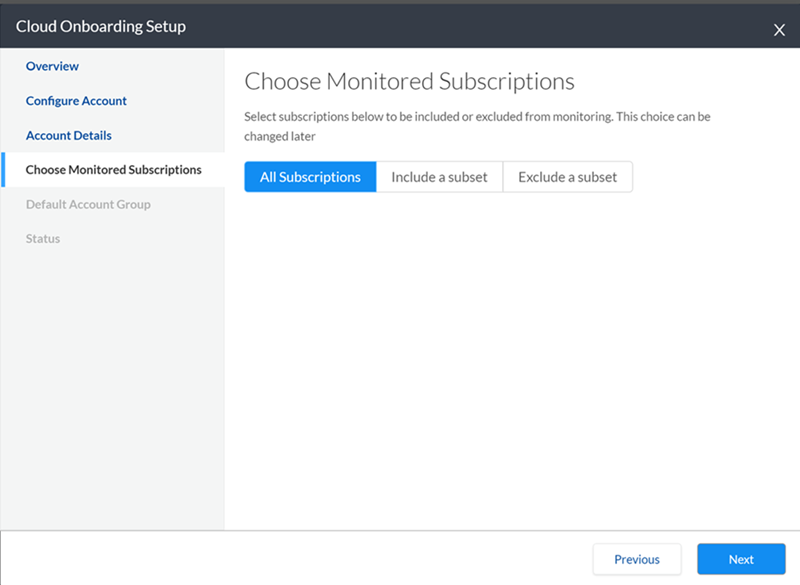 Cloud Onboarding Setup
X
Overview
Configure Account
Account Details
Choose Monitored Subscriptions
Default Account Group
Status
Choose Monitored Subscriptions
Select subscriptions below to be included or excluded from monitoring. This choice can be
changed later
All Subscriptions
Include a subset
Exclude a subset
Previous
Next